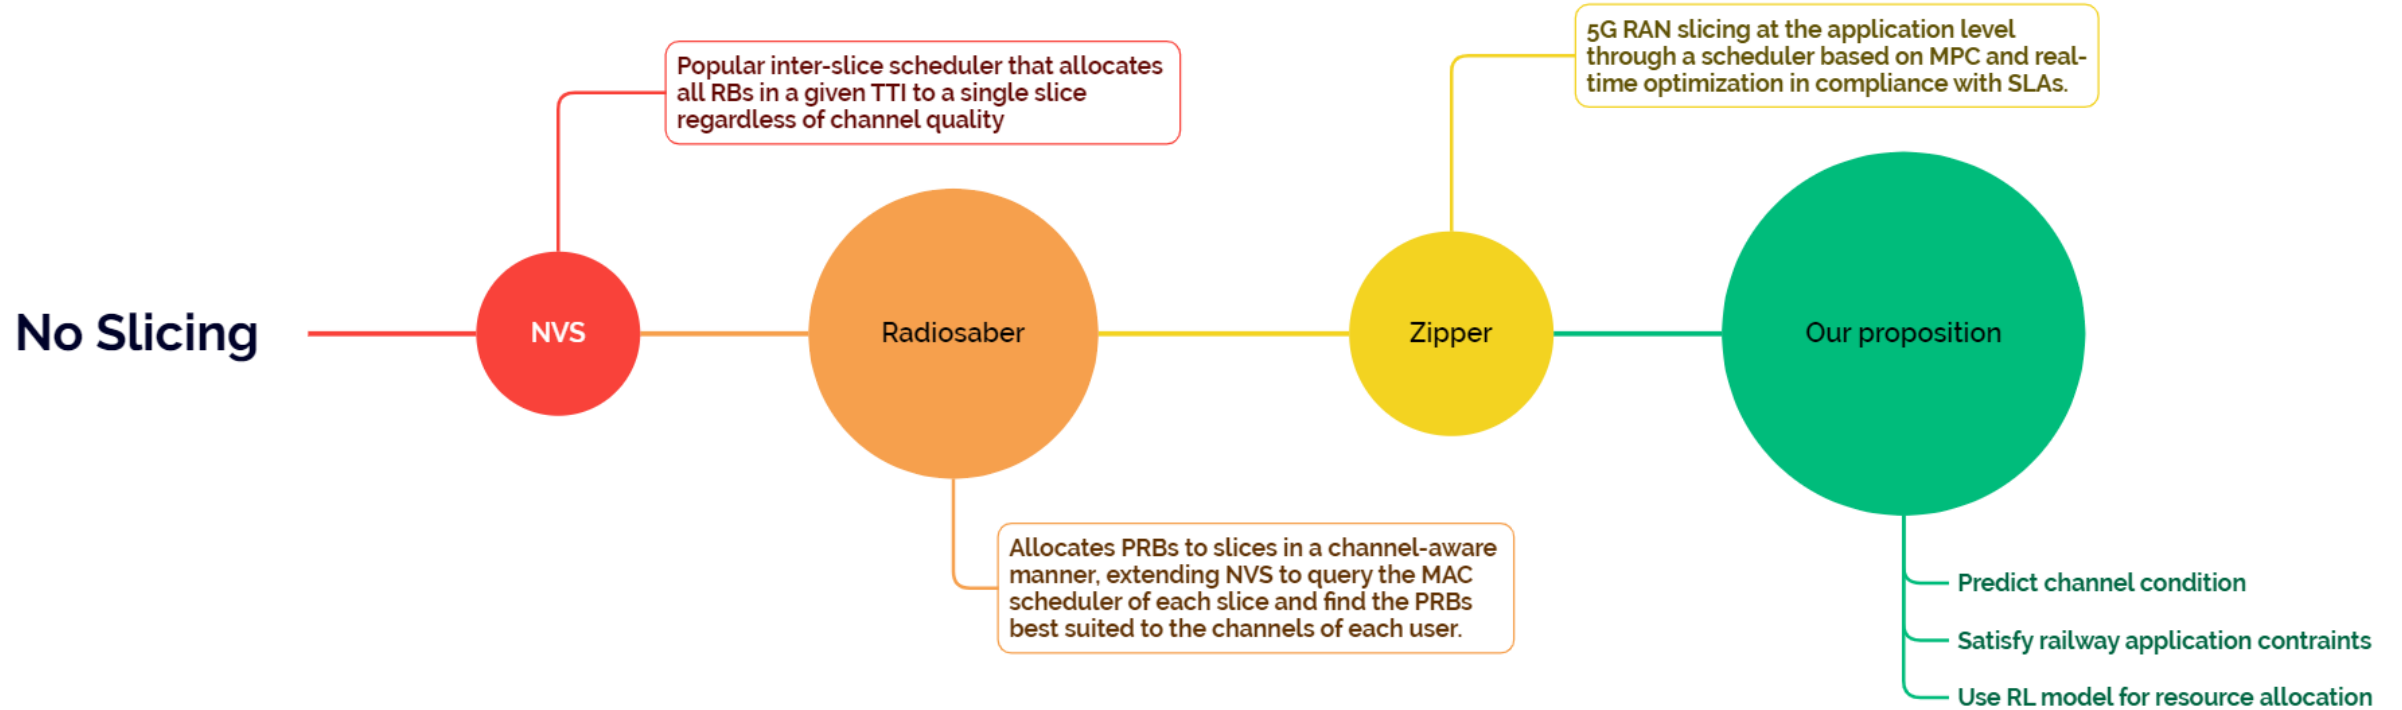 No Slicing
NVS
Popular inter-slice scheduler that allocates
all RBs in a given TTI to a single slice
regardless of channel quality
Radiosaber
Allocates PRBs to slices in a channel-aware
manner, extending NVS to query the MAC
scheduler of each slice and find the PRBs
best suited to the channels of each user.
Zipper
5G RAN slicing at the application level
through a scheduler based on MPC and real-
time optimization in compliance with SLAs.
Our proposition
Predict channel condition
Satisfy railway application contraints
Use RL model for resource allocation